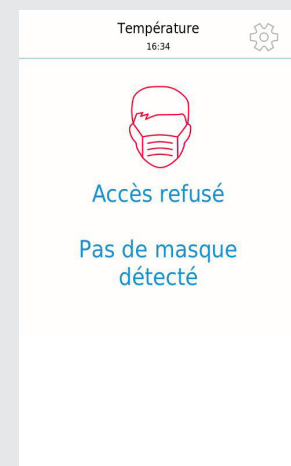 Température
16:34
Accès refusé
Pas de masque
détecté